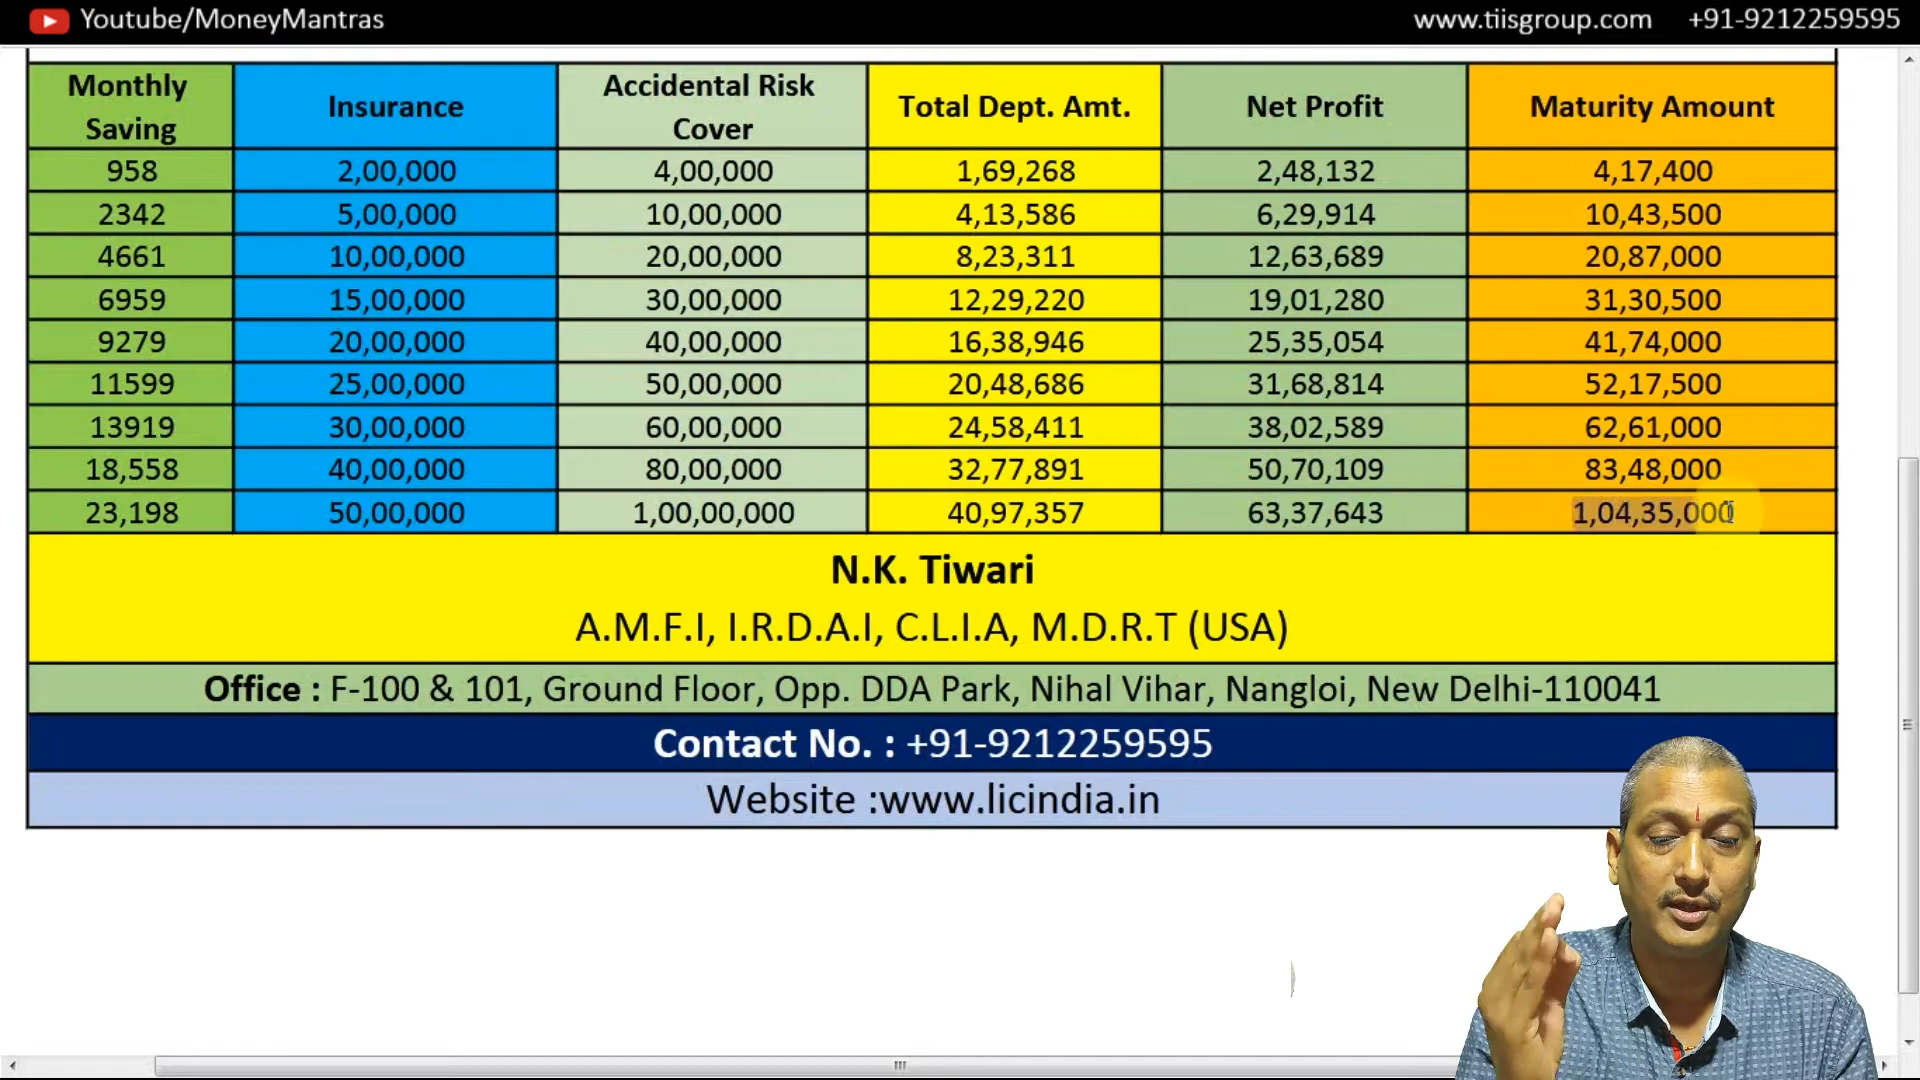 Youtube/MoneyMantras www.tiisgroup.com +91-9212259595
Monthly Saving Insurance Accidental Risk Cover Total Dept. Amt. Net Profit Maturity Amount
958 2,00,000 4,00,000 1,69,268 2,48,132 4,17,400
2342 5,00,000 10,00,000 4,13,586 6,29,914 10,43,500
4661 10,00,000 20,00,000 8,23,311 12,63,689 20,87,000
6959 15,00,000 30,00,000 12,29,220 19,01,280 31,30,500
9279 20,00,000 40,00,000 16,38,946 25,35,054 41,74,000
11599 25,00,000 50,00,000 20,48,686 31,68,814 52,17,500
13919 30,00,000 60,00,000 24,58,411 38,02,589 62,61,000
18,558 40,00,000 80,00,000 32,77,891 50,70,109 83,48,000
23,198 50,00,000 1,00,00,000 40,97,357 63,37,643 1,04,35,000
N.K. Tiwari
A.M.F.I, I.R.D.A.I, C.L.I.A, M.D.R.T (USA)
Office : F-100 & 101, Ground Floor, Opp. DDA Park, Nihal Vihar, Nangloi, New Delhi-110041
Contact No. : +91-9212259595
Website :www.licindia.in